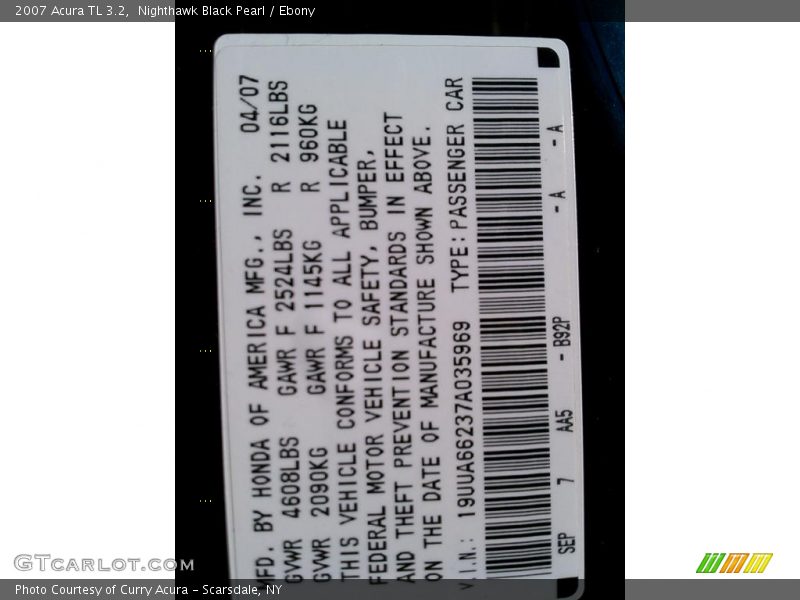 2007 Acura TL 3.2,  Nighthawk Black Pearl / Ebony
MFD. BY HONDA OF AMERICA MFG., INC.  04/07
GVWR  4608LBS  GAWR F 2524LBS  R  2116LBS
GVWR  2090KG  GAWR F 1145KG  R  960KG
THIS VEHICLE CONFORMS TO ALL APPLICABLE
FEDERAL MOTOR VEHICLE SAFETY, BUMPER,
AND THEFT PREVENTION STANDARDS IN EFFECT
ON THE DATE OF MANUFACTURE SHOWN ABOVE.
V.I.N.: 19UUA66237A035969  TYPE: PASSENGER CAR
SEP  7  AA5  - B92P  - A  - A
GTCARLOT.COM
Photo Courtesy of Curry Acura – Scarsdale, NY